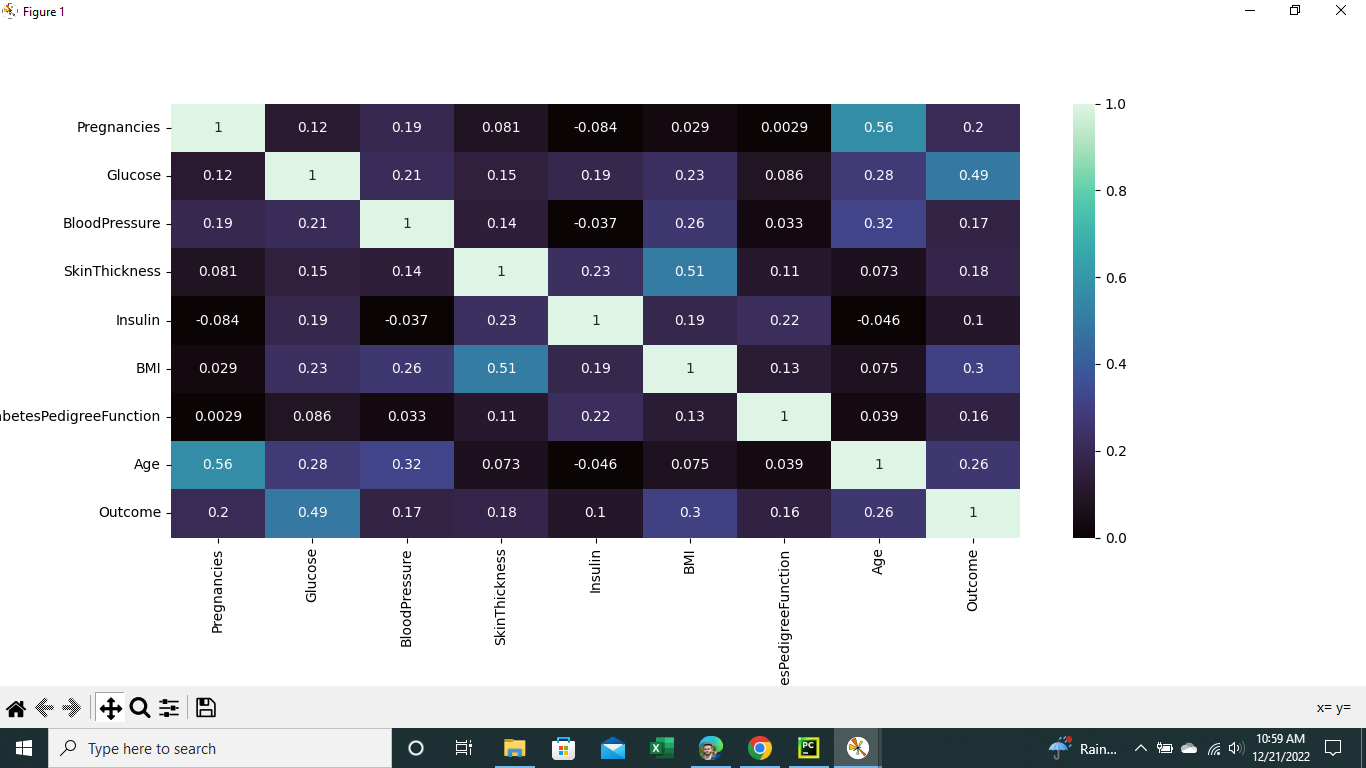 Figure 1
Pregnancies 1 0.12 0.19 0.081 -0.084 0.029 0.0029 0.56 0.2
Glucose 0.12 1 0.21 0.15 0.19 0.23 0.086 0.28 0.49
BloodPressure 0.19 0.21 1 0.14 -0.037 0.26 0.033 0.32 0.17
SkinThickness 0.081 0.15 0.14 1 0.23 0.51 0.11 0.073 0.18
Insulin -0.084 0.19 -0.037 0.23 1 0.19 0.22 -0.046 0.1
BMI 0.029 0.23 0.26 0.51 0.19 1 0.13 0.075 0.3
betesPedigreeFunction 0.0029 0.086 0.033 0.11 0.22 0.13 1 0.039 0.16
Age 0.56 0.28 0.32 0.073 -0.046 0.075 0.039 1 0.26
Outcome 0.2 0.49 0.17 0.18 0.1 0.3 0.16 0.26 1
Pregnancies
Glucose
BloodPressure
SkinThickness
Insulin
BMI
esPedigreeFunction
Age
Outcome
1.0
0.8
0.6
0.4
0.2
0.0
x= y=
Type here to search
PC
Rain...
10:59 AM
12/21/2022